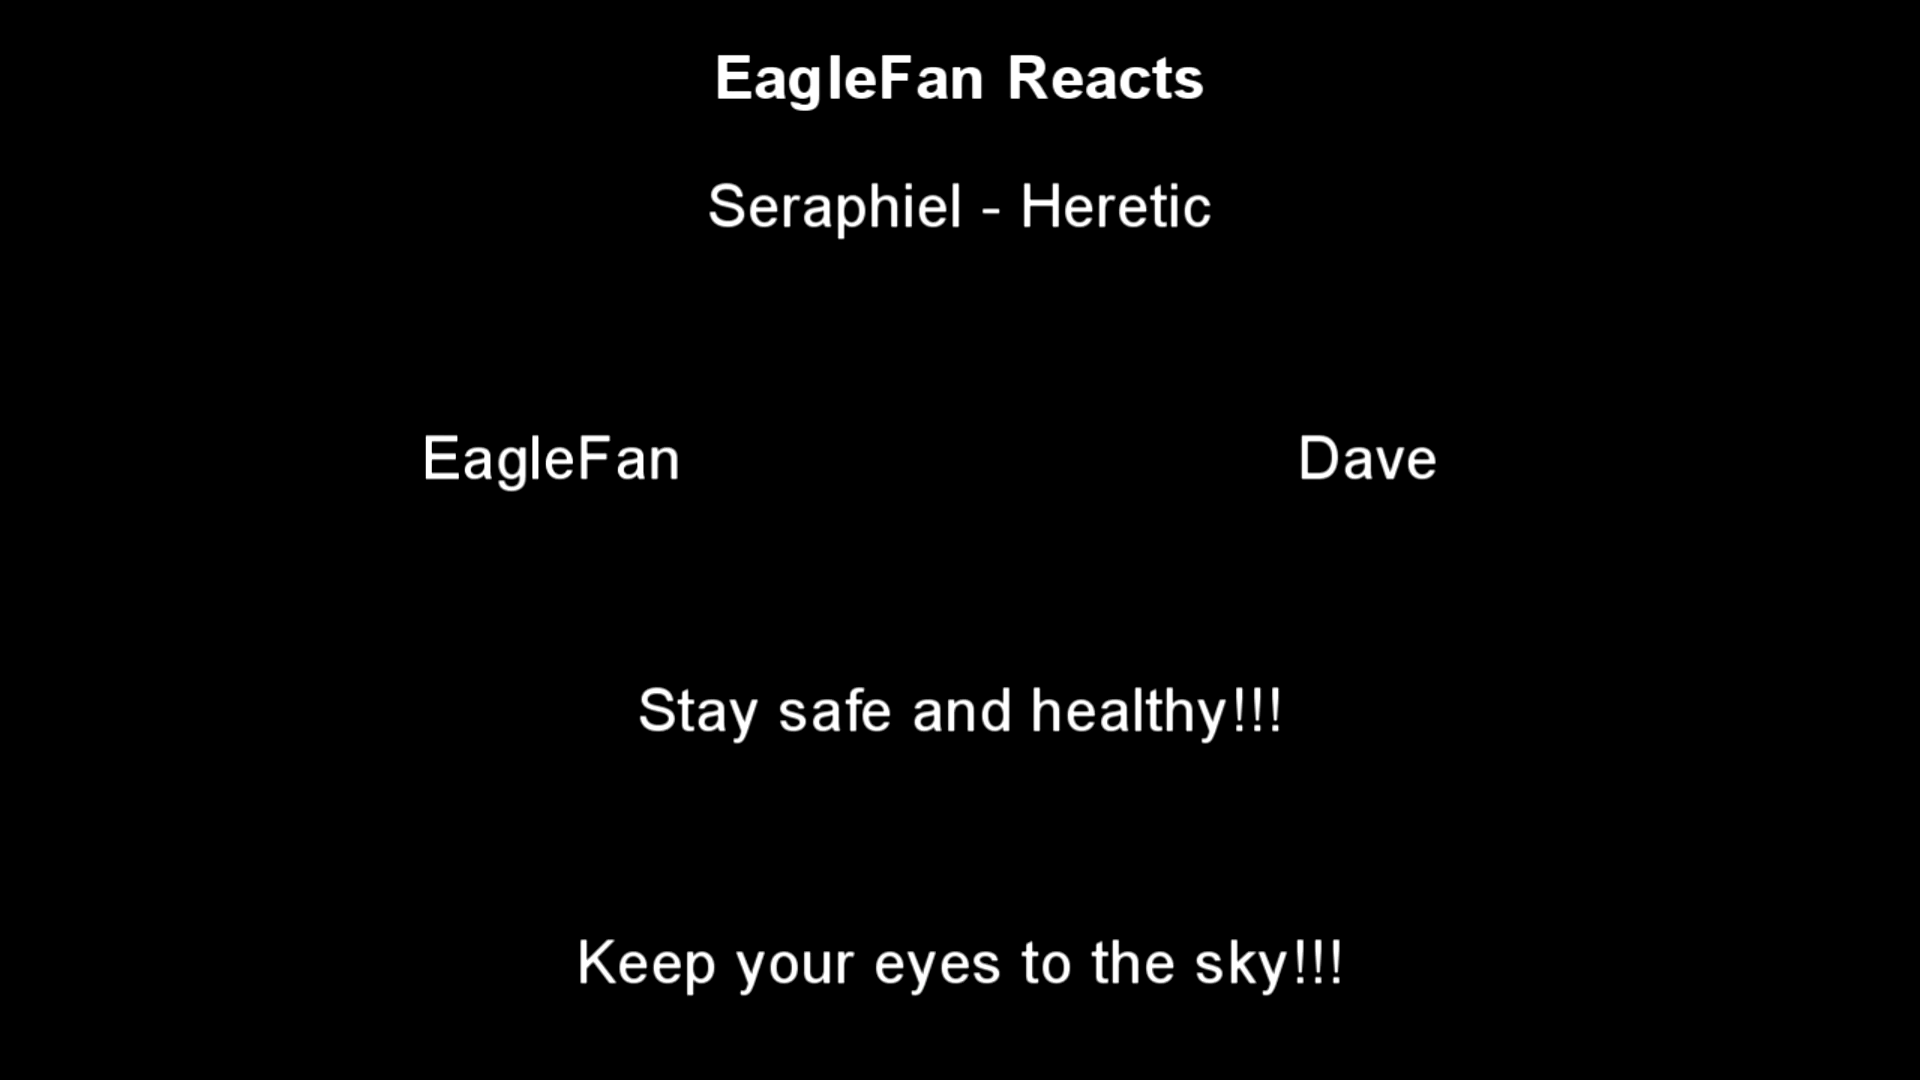 EagleFan Reacts
Seraphiel - Heretic
EagleFan Dave
Stay safe and healthy!!!
Keep your eyes to the sky!!!